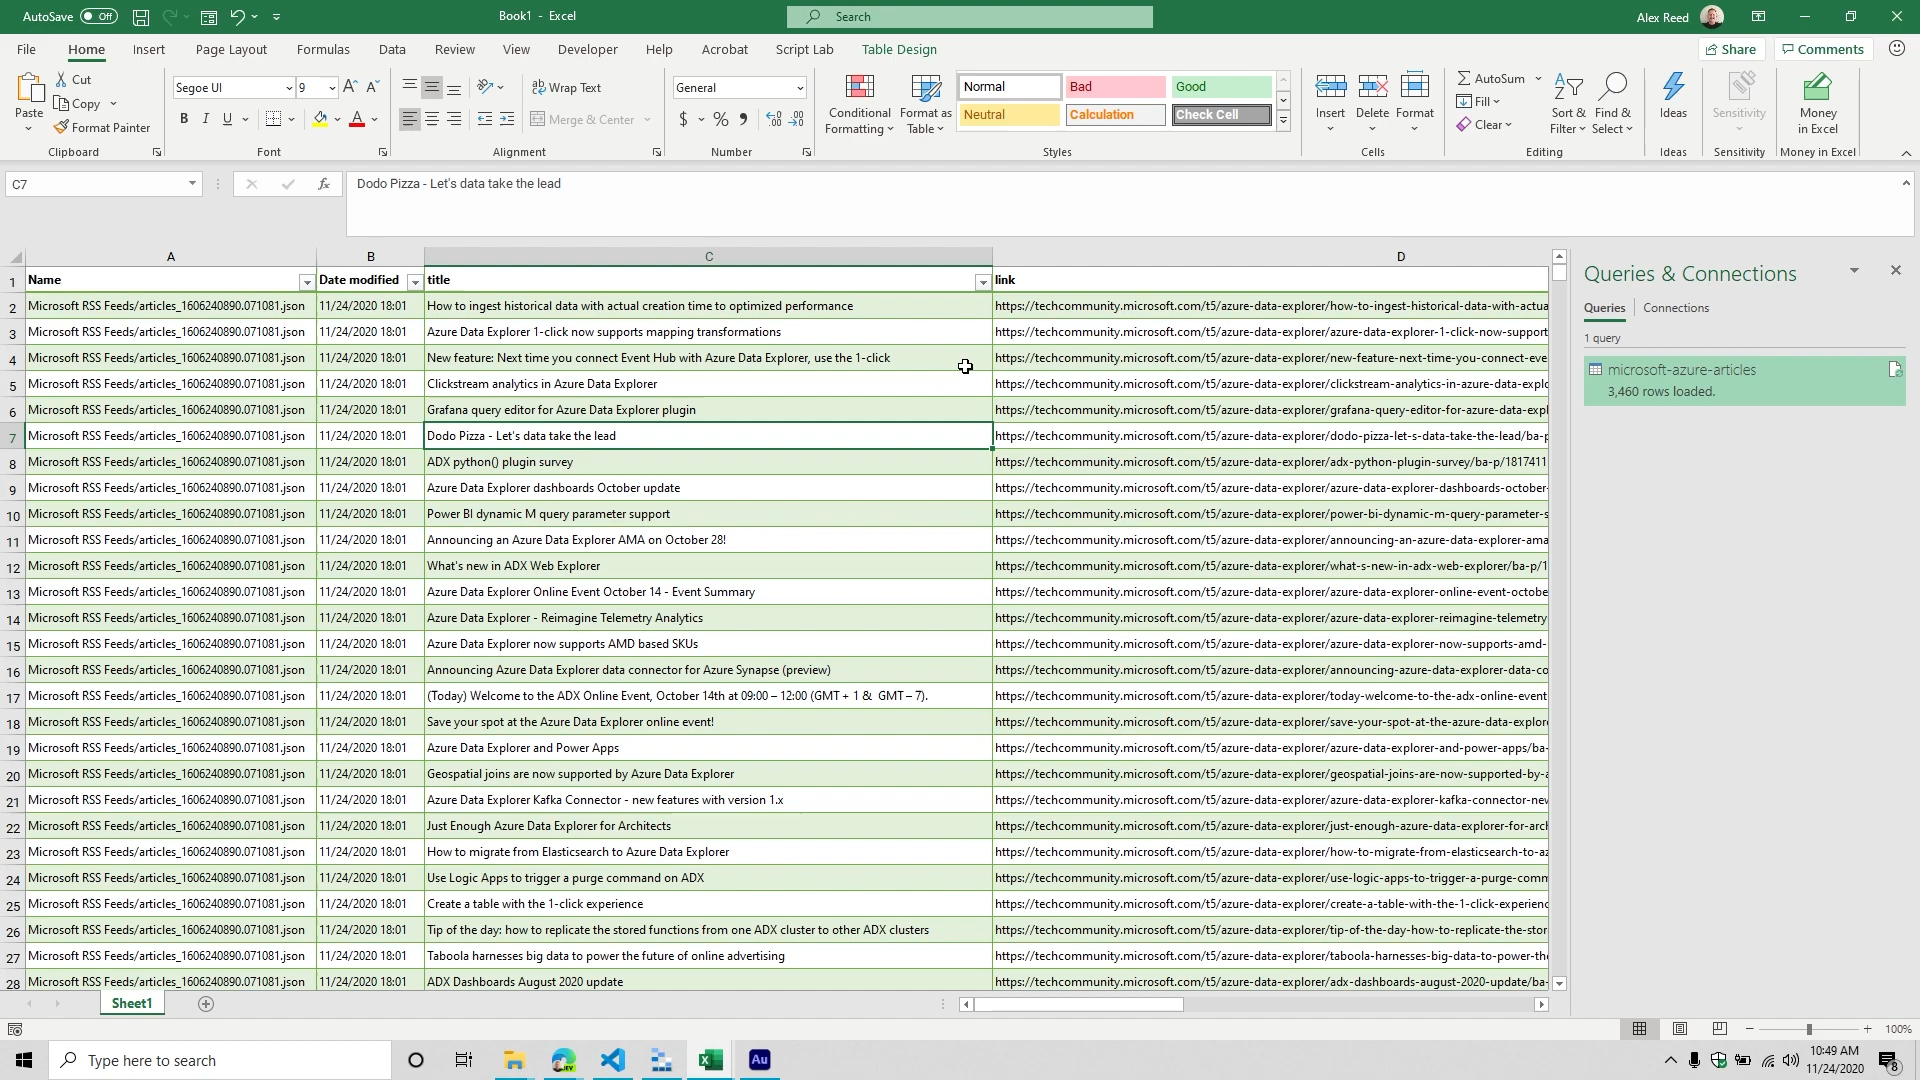 AutoSave Off
Book1 - Excel
Search
Alex Reed
File Home Insert Draw Page Layout Formulas Data Review View Developer Help Acrobat Script Lab Table Design
Share Comments
Paste
Cut
Copy
Format Painter
Clipboard
Segoe UI 9
B I U
Font
Wrap Text
Merge & Center
Alignment
General
$ %
Number
Conditional Formatting
Format as Table
Normal Bad Good
Neutral Calculation Check Cell
Styles
Insert Delete Format
Cells
AutoSum
Fill
Clear
Sort & Filter
Find & Select
Editing
Ideas
Ideas
Sensitivity
Sensitivity
Money in Excel
Money in Excel
C7
fx
Dodo Pizza - Let's data take the lead
A B C D
1 Name Date modified title link
2 Microsoft RSS Feeds/articles_1606240890.071081.json 11/24/2020 18:01 How to ingest historical data with actual creation time to optimized performance https://techcommunity.microsoft.com/t5/azure-data-explorer/how-to-ingest-historical-data-with-actua
3 Microsoft RSS Feeds/articles_1606240890.071081.json 11/24/2020 18:01 Azure Data Explorer 1-click now supports mapping transformations https://techcommunity.microsoft.com/t5/azure-data-explorer/azure-data-explorer-1-click-now-support
4 Microsoft RSS Feeds/articles_1606240890.071081.json 11/24/2020 18:01 New feature: Next time you connect Event Hub with Azure Data Explorer, use the 1-click https://techcommunity.microsoft.com/t5/azure-data-explorer/new-feature-next-time-you-connect-eve
5 Microsoft RSS Feeds/articles_1606240890.071081.json 11/24/2020 18:01 Clickstream analytics in Azure Data Explorer https://techcommunity.microsoft.com/t5/azure-data-explorer/clickstream-analytics-in-azure-data-explo
6 Microsoft RSS Feeds/articles_1606240890.071081.json 11/24/2020 18:01 Grafana query editor for Azure Data Explorer plugin https://techcommunity.microsoft.com/t5/azure-data-explorer/grafana-query-editor-for-azure-data-expl
7 Microsoft RSS Feeds/articles_1606240890.071081.json 11/24/2020 18:01 Dodo Pizza - Let's data take the lead https://techcommunity.microsoft.com/t5/azure-data-explorer/dodo-pizza-let-s-data-take-the-lead/ba-p
8 Microsoft RSS Feeds/articles_1606240890.071081.json 11/24/2020 18:01 ADX python() plugin survey https://techcommunity.microsoft.com/t5/azure-data-explorer/adx-python-plugin-survey/ba-p/1817411
9 Microsoft RSS Feeds/articles_1606240890.071081.json 11/24/2020 18:01 Azure Data Explorer dashboards October update https://techcommunity.microsoft.com/t5/azure-data-explorer/azure-data-explorer-dashboards-october-
10 Microsoft RSS Feeds/articles_1606240890.071081.json 11/24/2020 18:01 Power BI dynamic M query parameter support https://techcommunity.microsoft.com/t5/azure-data-explorer/power-bi-dynamic-m-query-parameter-s
11 Microsoft RSS Feeds/articles_1606240890.071081.json 11/24/2020 18:01 Announcing an Azure Data Explorer AMA on October 28! https://techcommunity.microsoft.com/t5/azure-data-explorer/announcing-an-azure-data-explorer-ama
12 Microsoft RSS Feeds/articles_1606240890.071081.json 11/24/2020 18:01 What's new in ADX Web Explorer https://techcommunity.microsoft.com/t5/azure-data-explorer/what-s-new-in-adx-web-explorer/ba-p/1
13 Microsoft RSS Feeds/articles_1606240890.071081.json 11/24/2020 18:01 Azure Data Explorer Online Event October 14 - Event Summary https://techcommunity.microsoft.com/t5/azure-data-explorer/azure-data-explorer-online-event-octobe
14 Microsoft RSS Feeds/articles_1606240890.071081.json 11/24/2020 18:01 Azure Data Explorer - Reimagine Telemetry Analytics https://techcommunity.microsoft.com/t5/azure-data-explorer/azure-data-explorer-reimagine-telemetry
15 Microsoft RSS Feeds/articles_1606240890.071081.json 11/24/2020 18:01 Azure Data Explorer now supports AMD based SKUs https://techcommunity.microsoft.com/t5/azure-data-explorer/azure-data-explorer-now-supports-amd-
16 Microsoft RSS Feeds/articles_1606240890.071081.json 11/24/2020 18:01 Announcing Azure Data Explorer data connector for Azure Synapse (preview) https://techcommunity.microsoft.com/t5/azure-data-explorer/announcing-azure-data-explorer-data-co
17 Microsoft RSS Feeds/articles_1606240890.071081.json 11/24/2020 18:01 (Today) Welcome to the ADX Online Event, October 14th at 09:00 – 12:00 (GMT + 1 & GMT – 7). https://techcommunity.microsoft.com/t5/azure-data-explorer/today-welcome-to-the-adx-online-event
18 Microsoft RSS Feeds/articles_1606240890.071081.json 11/24/2020 18:01 Save your spot at the Azure Data Explorer online event! https://techcommunity.microsoft.com/t5/azure-data-explorer/save-your-spot-at-the-azure-data-explore
19 Microsoft RSS Feeds/articles_1606240890.071081.json 11/24/2020 18:01 Azure Data Explorer and Power Apps https://techcommunity.microsoft.com/t5/azure-data-explorer/azure-data-explorer-and-power-apps/ba-
20 Microsoft RSS Feeds/articles_1606240890.071081.json 11/24/2020 18:01 Geospatial joins are now supported by Azure Data Explorer https://techcommunity.microsoft.com/t5/azure-data-explorer/geospatial-joins-are-now-supported-by-a
21 Microsoft RSS Feeds/articles_1606240890.071081.json 11/24/2020 18:01 Azure Data Explorer Kafka Connector - new features with version 1.x https://techcommunity.microsoft.com/t5/azure-data-explorer/azure-data-explorer-kafka-connector-new
22 Microsoft RSS Feeds/articles_1606240890.071081.json 11/24/2020 18:01 Just Enough Azure Data Explorer for Architects https://techcommunity.microsoft.com/t5/azure-data-explorer/just-enough-azure-data-explorer-for-arch
23 Microsoft RSS Feeds/articles_1606240890.071081.json 11/24/2020 18:01 How to migrate from Elasticsearch to Azure Data Explorer https://techcommunity.microsoft.com/t5/azure-data-explorer/how-to-migrate-from-elasticsearch-to-az
24 Microsoft RSS Feeds/articles_1606240890.071081.json 11/24/2020 18:01 Use Logic Apps to trigger a purge command on ADX https://techcommunity.microsoft.com/t5/azure-data-explorer/use-logic-apps-to-trigger-a-purge-comm
25 Microsoft RSS Feeds/articles_1606240890.071081.json 11/24/2020 18:01 Create a table with the 1-click experience https://techcommunity.microsoft.com/t5/azure-data-explorer/create-a-table-with-the-1-click-experienc
26 Microsoft RSS Feeds/articles_1606240890.071081.json 11/24/2020 18:01 Tip of the day: how to replicate the stored functions from one ADX cluster to other ADX clusters https://techcommunity.microsoft.com/t5/azure-data-explorer/tip-of-the-day-how-to-replicate-the-stor
27 Microsoft RSS Feeds/articles_1606240890.071081.json 11/24/2020 18:01 Taboola harnesses big data to power the future of online advertising https://techcommunity.microsoft.com/t5/azure-data-explorer/taboola-harnesses-big-data-to-power-the
28 Microsoft RSS Feeds/articles_1606240890.071081.json 11/24/2020 18:01 ADX Dashboards August 2020 update https://techcommunity.microsoft.com/t5/azure-data-explorer/adx-dashboards-august-2020-update/ba-
Queries & Connections
Queries Connections
1 query
microsoft-azure-articles
3,460 rows loaded.
Sheet1
100%
Type here to search
Au
10:49 AM
11/24/2020
8